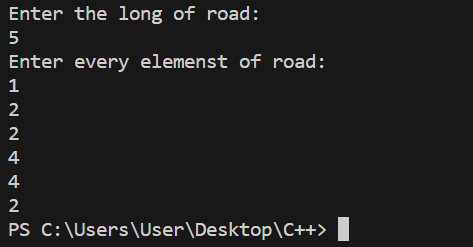 Enter the long of road:
5
Enter every elemenst of road:
1
2
2
4
4
2
PS C:\Users\User\Desktop\C++>